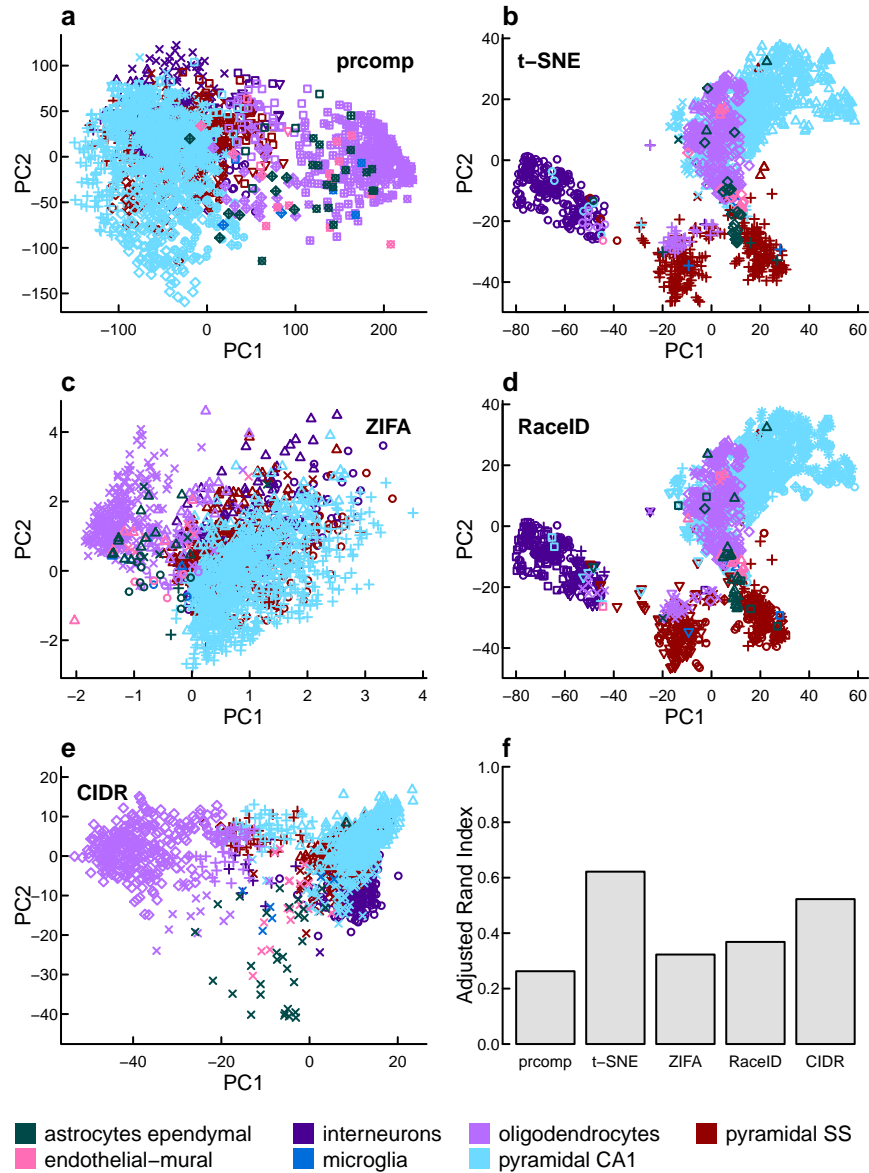 a
prcomp
PC2
100
50
0
−50
−100
−150
−100 0 100 200
PC1
b
t−SNE
PC2
40
20
0
−20
−40
−80 −60 −40 −20 0 20 40 60
PC1
c
ZIFA
PC2
4
2
0
−2
−2 −1 0 1 2 3 4
PC1
d
RaceID
PC2
40
20
0
−20
−40
−80 −60 −40 −20 0 20 40 60
PC1
e
CIDR
PC2
20
10
0
−10
−20
−30
−40
−40 −20 0 20
PC1
f
Adjusted Rand Index
1.0
0.8
0.6
0.4
0.2
0.0
prcomp t−SNE ZIFA RaceID CIDR
astrocytes ependymal interneurons oligodendrocytes pyramidal SS
endothelial−mural microglia pyramidal CA1